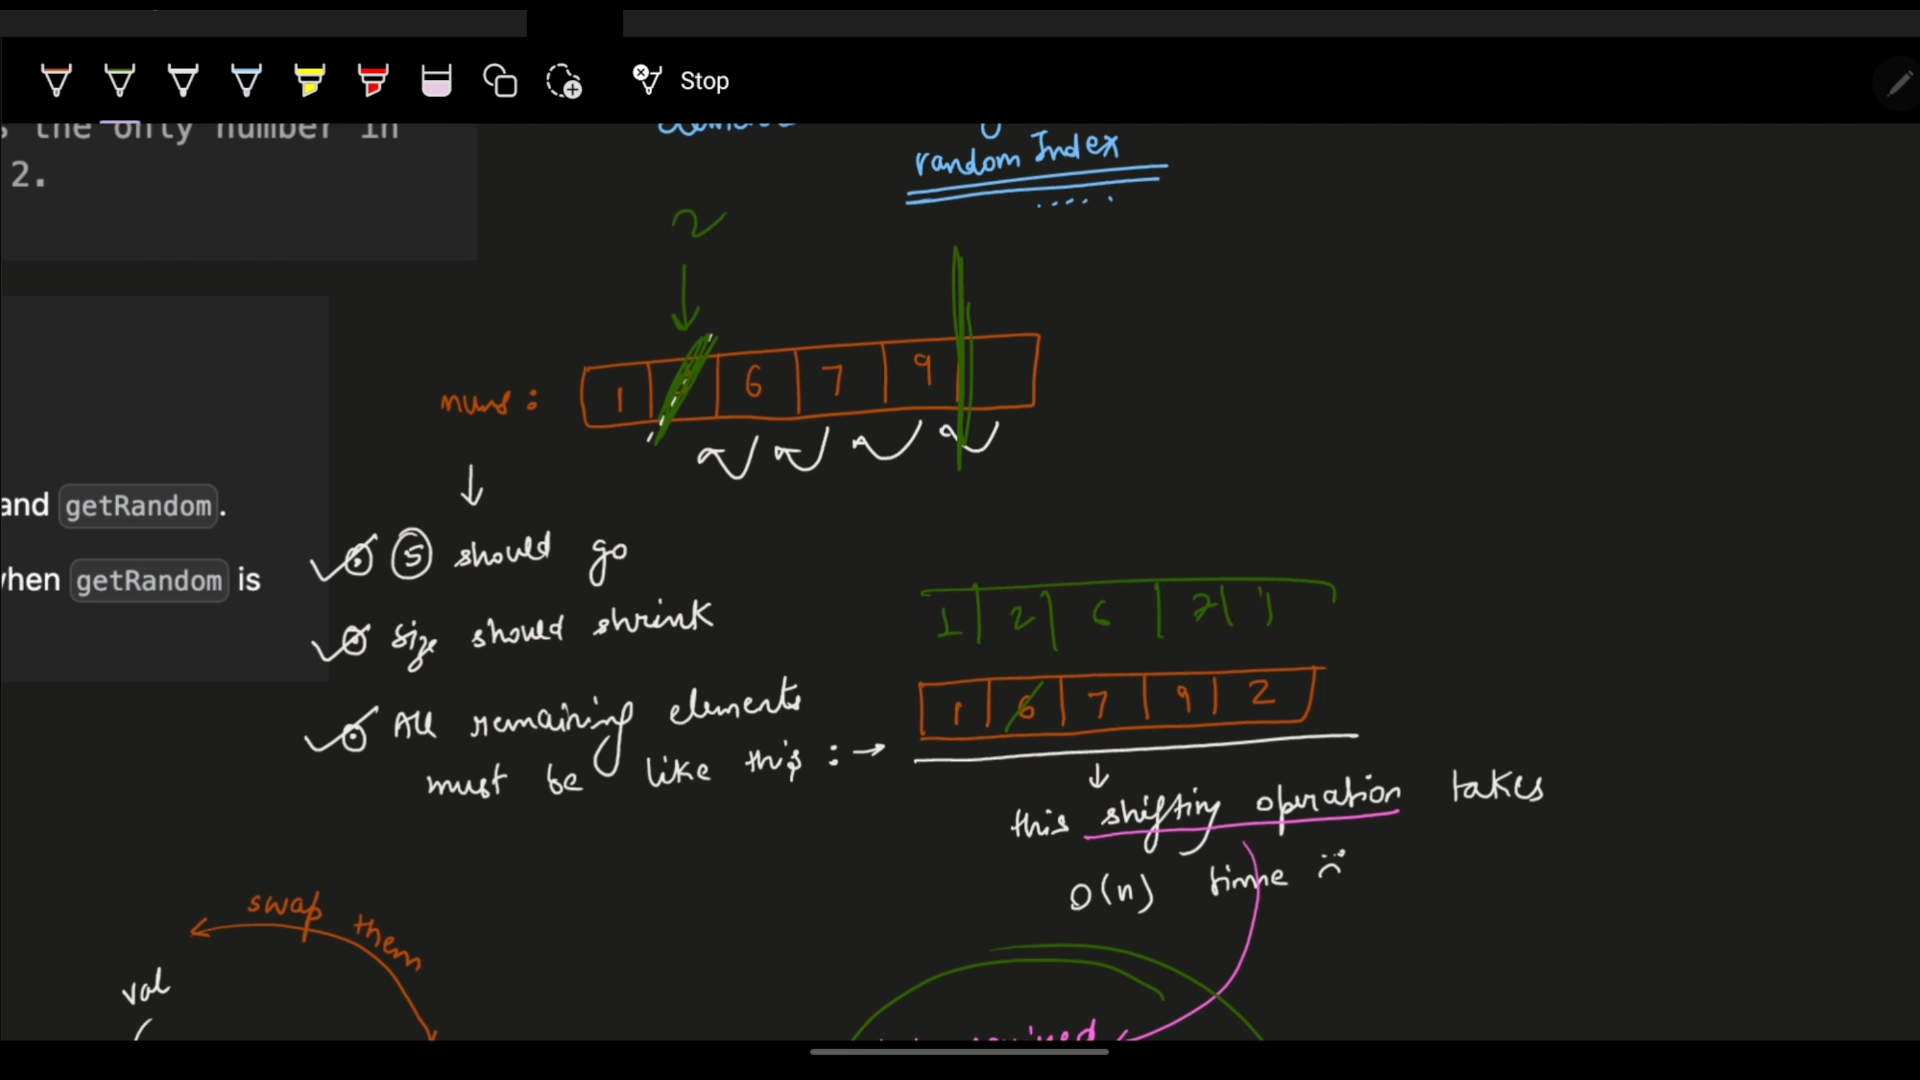 Stop
s the only number in
2.
random Index
2
nums: 1 6 7 9
and getRandom.
when getRandom is
5 should go
size should shrink
All remaining elements
must be like this :→
1 2 6 7
1 6 7 9 2
this shifting operation takes
O(n) time
swap them
val